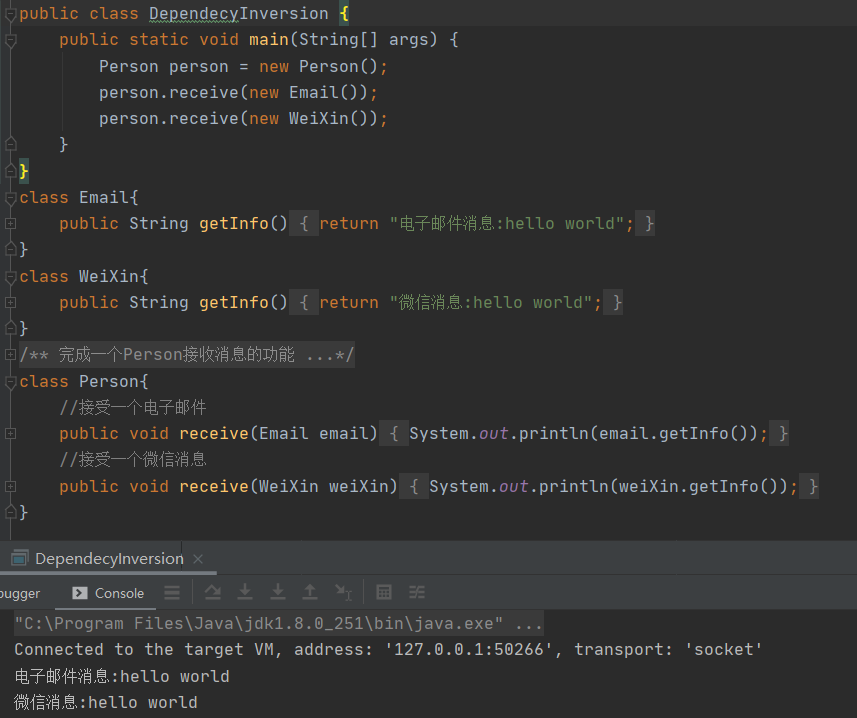 public class DependecyInversion {
public static void main(String[] args) {
Person person = new Person();
person.receive(new Email());
person.receive(new WeiXin());
}
}
class Email{
public String getInfo() { return "电子邮件消息:hello world"; }
}
class WeiXin{
public String getInfo() { return "微信消息:hello world"; }
}
/** 完成一个Person接收消息的功能 ...*/
class Person{
//接受一个电子邮件
public void receive(Email email) { System.out.println(email.getInfo()); }
//接受一个微信消息
public void receive(WeiXin weiXin) { System.out.println(weiXin.getInfo()); }
}
DependecyInversion
bugger Console
"C:\Program Files\Java\jdk1.8.0_251\bin\java.exe" ...
Connected to the target VM, address: '127.0.0.1:50266', transport: 'socket'
电子邮件消息:hello world
微信消息:hello world